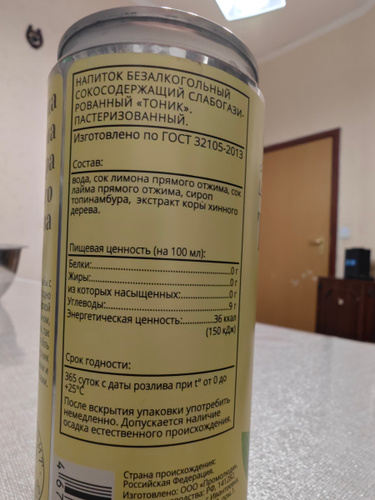 НАПИТОК БЕЗАЛКОГОЛЬНЫЙ
СОКОСОДЕРЖАЩИЙ СЛАБОГАЗИ-
РОВАННЫЙ «ТОНИК».
ПАСТЕРИЗОВАННЫЙ.
Изготовлено по ГОСТ 32105-2013
Состав:
вода, сок лимона прямого отжима, сок
лайма прямого отжима, сироп
топинамбура, экстракт коры хинного
дерева.
Пищевая ценность (на 100 мл):
Белки:...0 г
Жиры:...0 г
из которых насыщенных:...0 г
Углеводы:...9 г
Энергетическая ценность:...36 ккал
(150 кДж)
Срок годности:
365 суток с даты розлива при t° от 0 до
+25°C
После вскрытия упаковки употребить
немедленно. Допускается наличие
осадка естественного происхождения.
Страна происхождения:
Российская Федерация.
Изготовлено: ООО
РФ, 141292,